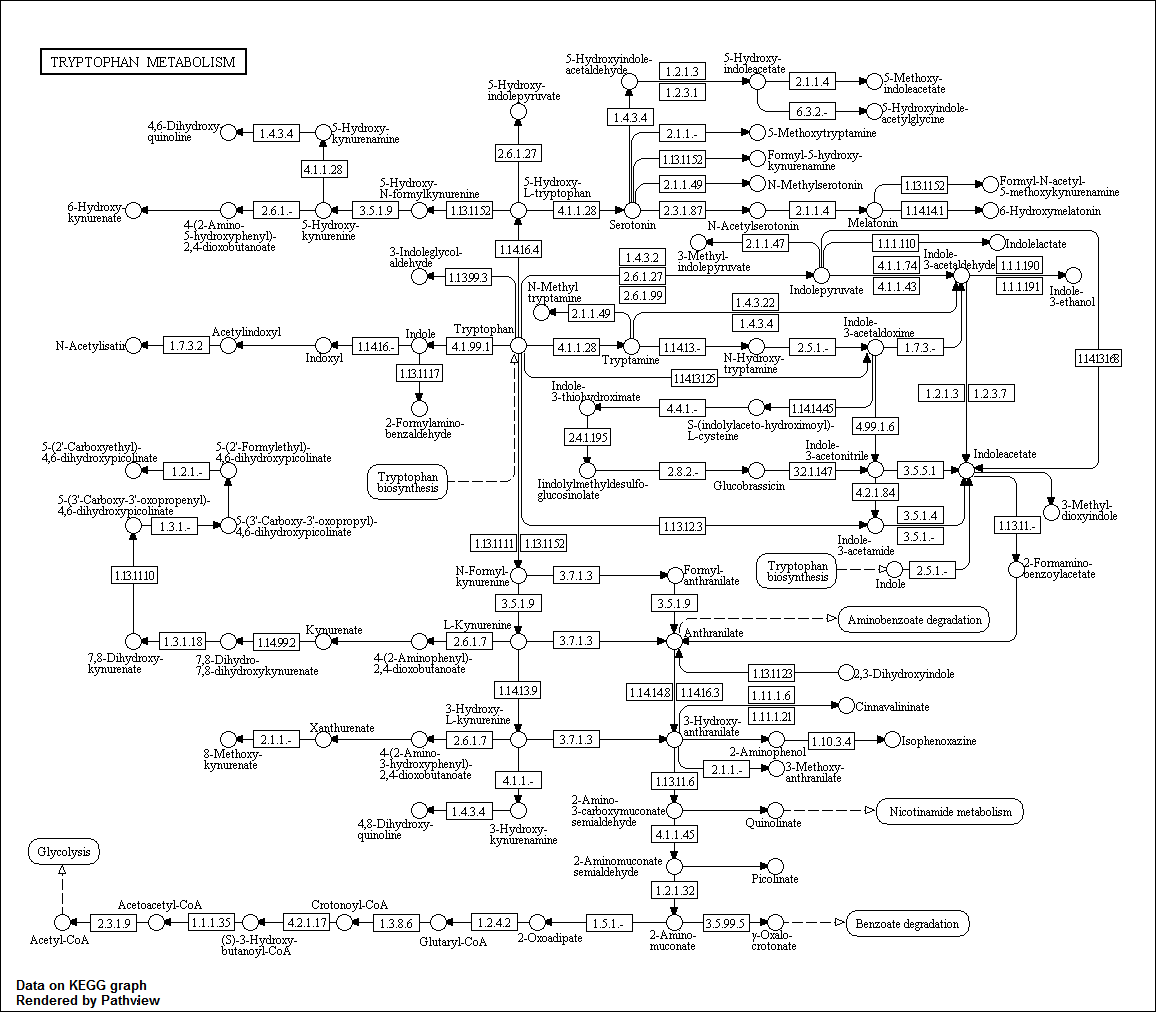 TRYPTOPHAN METABOLISM
5-Hydroxyindole-
acetaldehyde
1.2.1.3
1.2.3.1
5-Hydroxy-
indoleacetate
2.1.1.4
5-Methoxy-
indoleacetate
6.3.2.-
5-Hydroxyindole-
acetylglycine
5-Hydroxy-
indolepyruvate
1.4.3.4
4,6-Dihydroxy-
quinoline
1.4.3.4
5-Hydroxy-
kynurenamine
2.1.1.-
5-Methoxytryptamine
2.6.1.27
1.13.11.52
Formyl-5-hydroxy-
kynurenamine
4.1.1.28
5-Hydroxy-
N-formylkynurenine
5-Hydroxy-
L-tryptophan
2.1.1.49
N-Methylserotonin
1.13.11.52
Formyl-N-acetyl-
5-methoxykynurenamine
6-Hydroxy-
kynurenate
2.6.1.-
3.5.1.9
1.13.11.52
4.1.1.28
2.3.1.87
2.1.1.4
1.14.14.1
6-Hydroxymelatonin
4-(2-Amino-
5-hydroxyphenyl)-
2,4-dioxobutanoate
5-Hydroxy-
kynurenine
Serotonin
N-Acetylserotonin
Melatonin
1.14.16.4
3-Indoleglycol-
aldehyde
1.13.99.3
1.4.3.2
2.6.1.27
2.6.1.99
3-Methyl-
indolepyruvate
2.1.1.47
1.1.1.110
Indolelactate
Indolepyruvate
4.1.1.74
4.1.1.43
Indole-
3-acetaldehyde
1.1.1.190
1.1.1.191
Indole-
3-ethanol
N-Methyl
tryptamine
2.1.1.49
1.4.3.22
1.4.3.4
N-Acetylisatin
1.7.3.2
Acetylindoxyl
Indoxyl
1.14.16.-
Indole
4.1.99.1
Tryptophan
4.1.1.28
Tryptamine
1.14.13.-
N-Hydroxy-
tryptamine
2.5.1.-
Indole-
3-acetaldoxime
1.7.3.-
1.14.13.168
1.13.11.17
2-Formylamino-
benzaldehyde
1.14.13.125
Indole-
3-thiohydroximate
4.4.1.-
1.14.14.45
S-(indolylaceto-hydroximoyl)-
L-cysteine
1.2.1.3
1.2.3.7
2.4.1.195
4.99.1.6
5-(2'-Carboxyethyl)-
4,6-dihydroxypicolinate
5-(2'-Formylethyl)-
4,6-dihydroxypicolinate
1.2.1.-
Tryptophan
biosynthesis
Iindolylmethyldesulfo-
glucosinolate
2.8.2.-
Glucobrassicin
3.2.1.147
Indole-
3-acetonitrile
3.5.5.1
Indoleacetate
4.2.1.84
5-(3'-Carboxy-3'-oxopropenyl)-
4,6-dihydroxypicolinate
1.3.1.-
5-(3'-Carboxy-3'-oxopropyl)-
4,6-dihydroxypicolinate
1.13.12.3
Indole-
3-acetamide
3.5.1.4
3.5.1.-
3-Methyl-
dioxyindole
1.13.11.-
1.13.11.11
1.13.11.52
1.13.11.10
N-Formyl-
kynurenine
3.7.1.3
Formyl-
anthranilate
Tryptophan
biosynthesis
Indole
2.5.1.-
2-Formamino-
benzoylacetate
3.5.1.9
3.5.1.9
Aminobenzoate degradation
7,8-Dihydroxy-
kynurenate
1.3.1.18
7,8-Dihydro-
7,8-dihydroxykynurenate
1.14.99.2
Kynurenate
4-(2-Aminophenyl)-
2,4-dioxobutanoate
2.6.1.7
L-Kynurenine
3.7.1.3
Anthranilate
1.13.11.23
2,3-Dihydroxyindole
1.14.13.9
1.14.14.8
1.14.16.3
1.11.1.6
1.11.1.21
Cinnavalininate
8-Methoxy-
kynurenate
2.1.1.-
Xanthurenate
4-(2-Amino-
3-hydroxyphenyl)-
2,4-dioxobutanoate
2.6.1.7
3-Hydroxy-
L-kynurenine
3.7.1.3
3-Hydroxy-
anthranilate
2-Aminophenol
1.10.3.4
Isophenoxazine
2.1.1.-
3-Methoxy-
anthranilate
4.1.1.-
1.13.11.6
4,8-Dihydroxy-
quinoline
1.4.3.4
3-Hydroxy-
kynurenamine
2-Amino-
3-carboxymuconate
semialdehyde
Quinolinate
Nicotinamide metabolism
4.1.1.45
Glycolysis
2-Aminomuconate
semialdehyde
Picolinate
1.2.1.32
Acetyl-CoA
2.3.1.9
Acetoacetyl-CoA
1.1.1.35
(S)-3-Hydroxy-
butanoyl-CoA
4.2.1.17
Crotonoyl-CoA
1.3.8.6
Glutaryl-CoA
1.2.4.2
2-Oxoadipate
1.5.1.-
2-Amino-
muconate
3.5.99.5
γ-Oxalo-
crotonate
Benzoate degradation
Data on KEGG graph
Rendered by Pathview